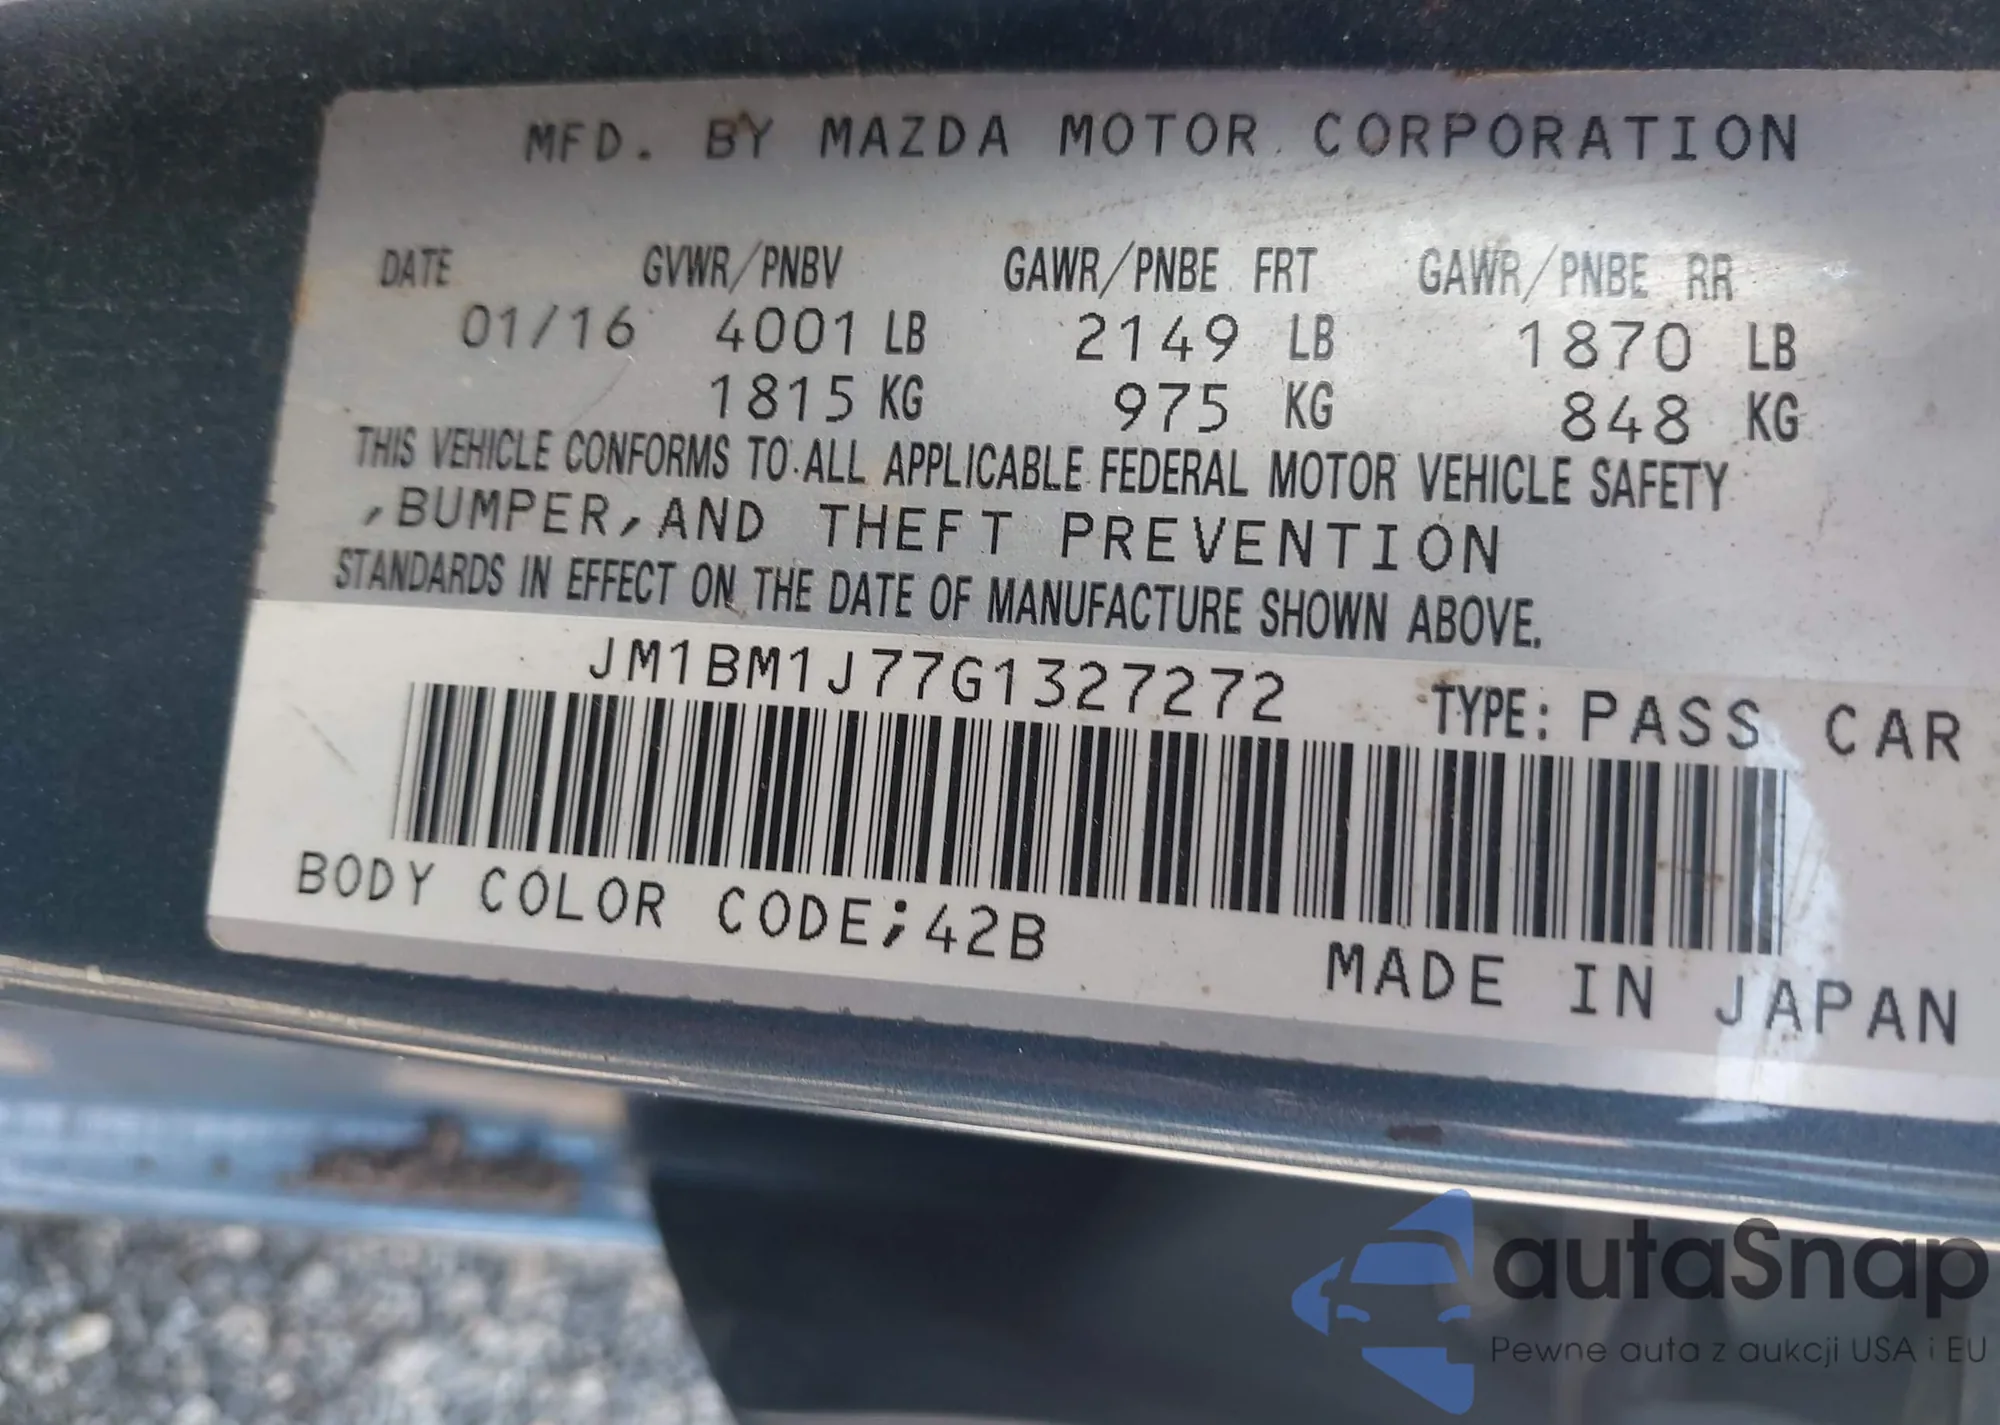 MFD. BY MAZDA MOTOR CORPORATION
DATE GVWR/PNBV GAWR/PNBE FRT GAWR/PNBE RR
01/16 4001 LB 2149 LB 1870 LB
1815 KG 975 KG 848 KG
THIS VEHICLE CONFORMS TO ALL APPLICABLE FEDERAL MOTOR VEHICLE SAFETY
,BUMPER,AND THEFT PREVENTION
STANDARDS IN EFFECT ON THE DATE OF MANUFACTURE SHOWN ABOVE.
JM1BM1J77G1327272 TYPE: PASS CAR
BODY COLOR CODE;42B
MADE IN JAPAN
autaSnap
Pewne auta z aukcji USA i EU